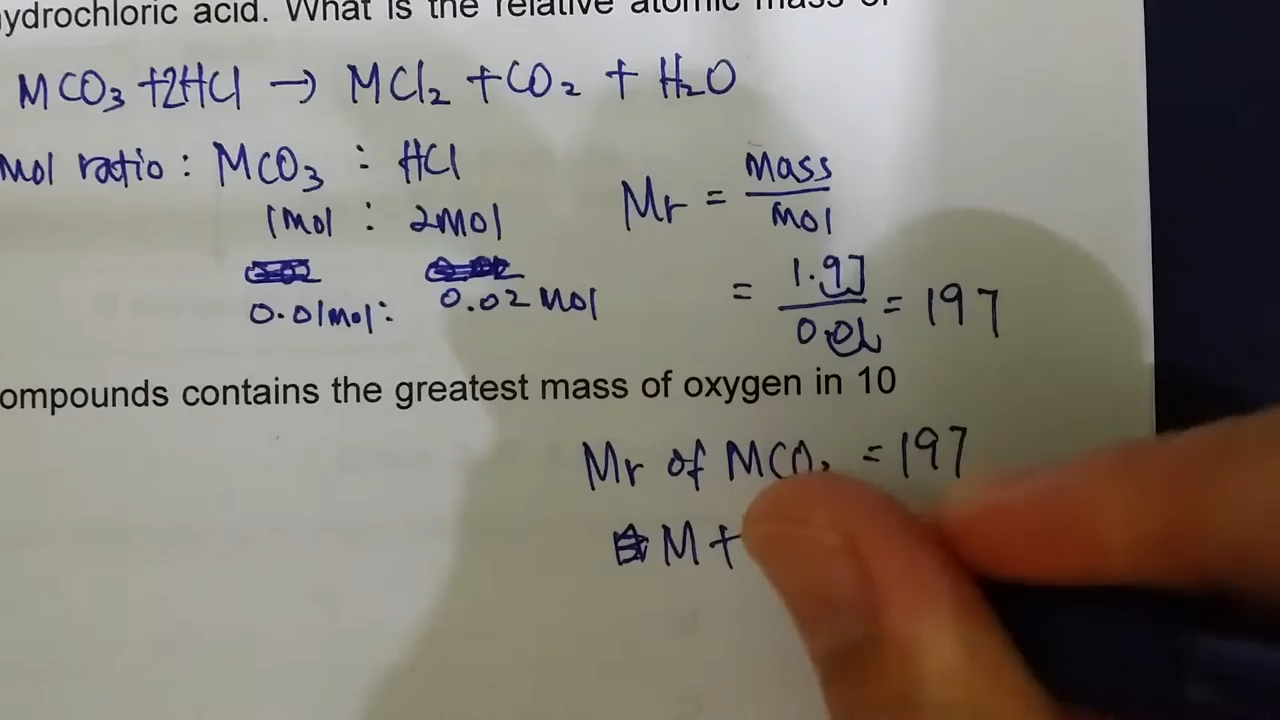 hydrochloric acid. What is the relative atomic mass of
MCO₃ + 2HCl → MCl₂ + CO₂ + H₂O
Mol ratio : MCO₃ : HCl
1mol : 2mol
0.01mol : 0.02mol
Mr = mass / mol
= 1.97 / 0.01 = 197
compounds contains the greatest mass of oxygen in 10
Mr of MCO₃ = 197
M +